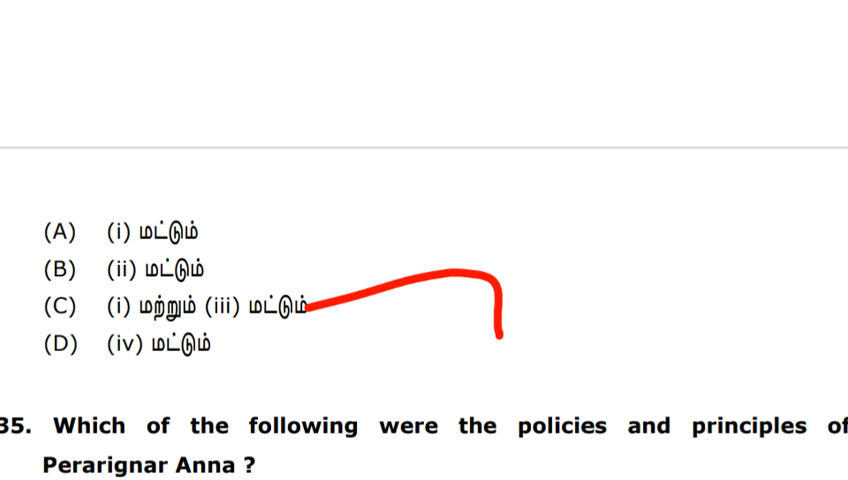 (A) (i) மட்டும்
(B) (ii) மட்டும்
(C) (i) மற்றும் (iii) மட்டும்
(D) (iv) மட்டும்
35. Which of the following were the policies and principles of
Perarignar Anna ?